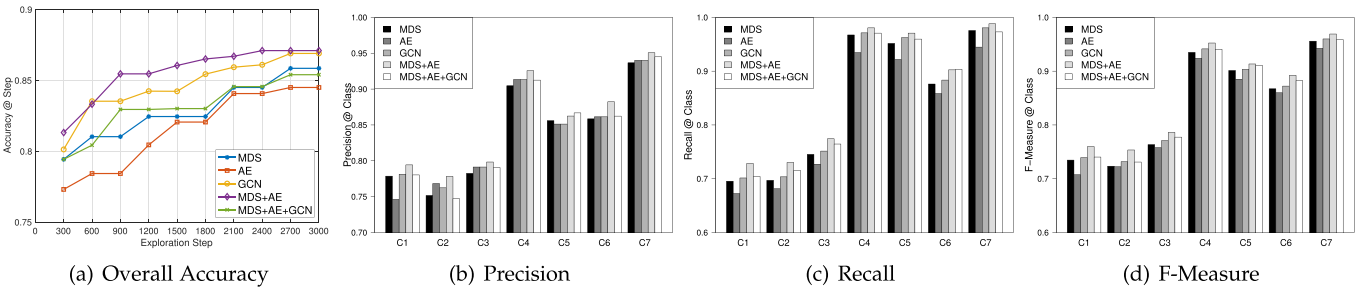 0.9
0.85
0.8
0.75
Accuracy @ Step
0 300 600 900 1200 1500 1800 2100 2400 2700 3000
Exploration Step
MDS
AE
GCN
MDS+AE
MDS+AE+GCN
(a) Overall Accuracy
1.00
0.95
0.90
0.85
0.80
0.75
0.70
Precision @ Class
MDS
AE
GCN
MDS+AE
MDS+AE+GCN
C1 C2 C3 C4 C5 C6 C7
(b) Precision
1.0
0.9
0.8
0.7
0.6
Recall @ Class
MDS
AE
GCN
MDS+AE
MDS+AE+GCN
C1 C2 C3 C4 C5 C6 C7
(c) Recall
1.0
0.9
0.8
0.7
0.6
F-Measure @ Class
MDS
AE
GCN
MDS+AE
MDS+AE+GCN
C1 C2 C3 C4 C5 C6 C7
(d) F-Measure